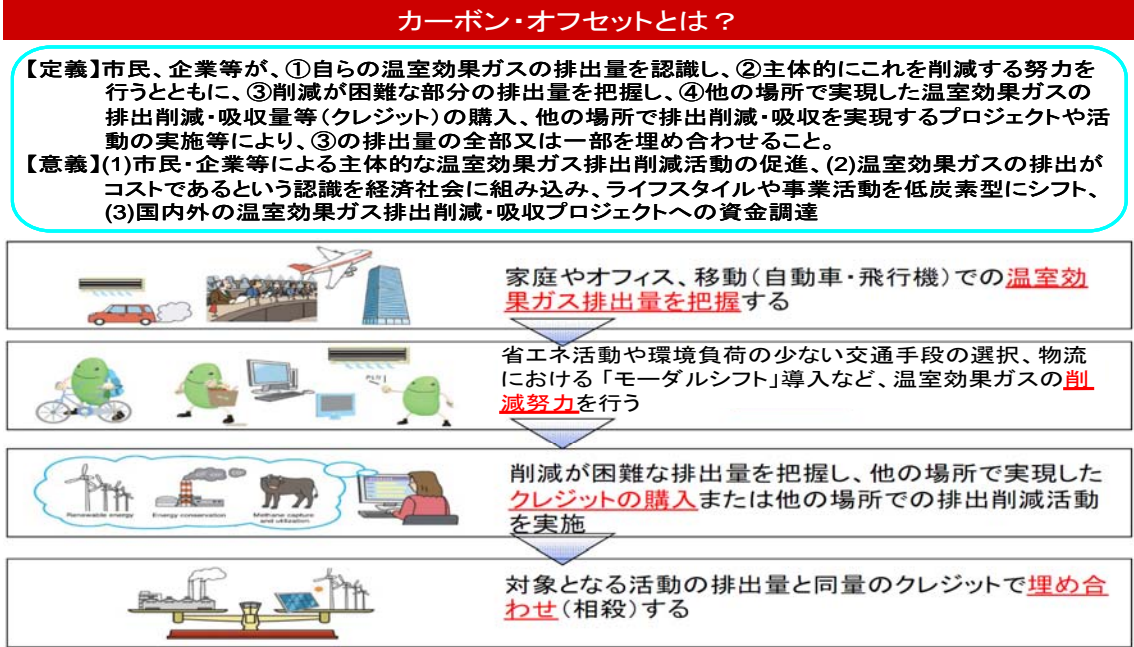 カーボン・オフセットとは?
【定義】市民、企業等が、①自らの温室効果ガスの排出量を認識し、②主体的にこれを削減する努力を
行うとともに、③削減が困難な部分の排出量を把握し、④他の場所で実現した温室効果ガスの
排出削減・吸収量等(クレジット)の購入、他の場所で排出削減・吸収を実現するプロジェクトや活
動の実施等により、③の排出量の全部又は一部を埋め合わせること。
【意義】(1)市民・企業等による主体的な温室効果ガス排出削減活動の促進、(2)温室効果ガスの排出が
コストであるという認識を経済社会に組み込み、ライフスタイルや事業活動を低炭素型にシフト、
(3)国内外の温室効果ガス排出削減・吸収プロジェクトへの資金調達
家庭やオフィス、移動(自動車・飛行機)での温室効
果ガス排出量を把握する
省エネ活動や環境負荷の少ない交通手段の選択、物流
における「モーダルシフト」導入など、温室効果ガスの削
減努力を行う
Renewable energy
Energy conservation
Methane capture
and utilization
削減が困難な排出量を把握し、他の場所で実現した
クレジットの購入または他の場所での排出削減活動
を実施
対象となる活動の排出量と同量のクレジットで埋め合
わせ(相殺)する